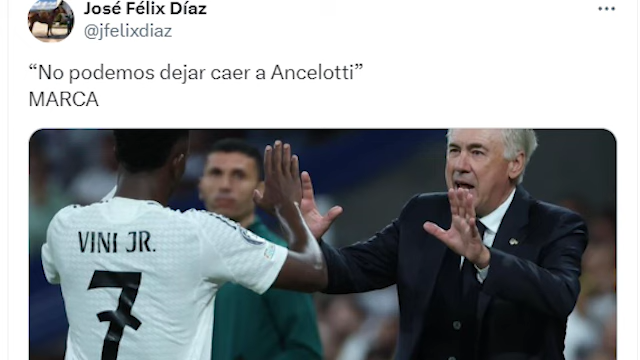 José Félix Díaz
@jfelixdiaz
“No podemos dejar caer a Ancelotti”
MARCA
VINI JR.
7